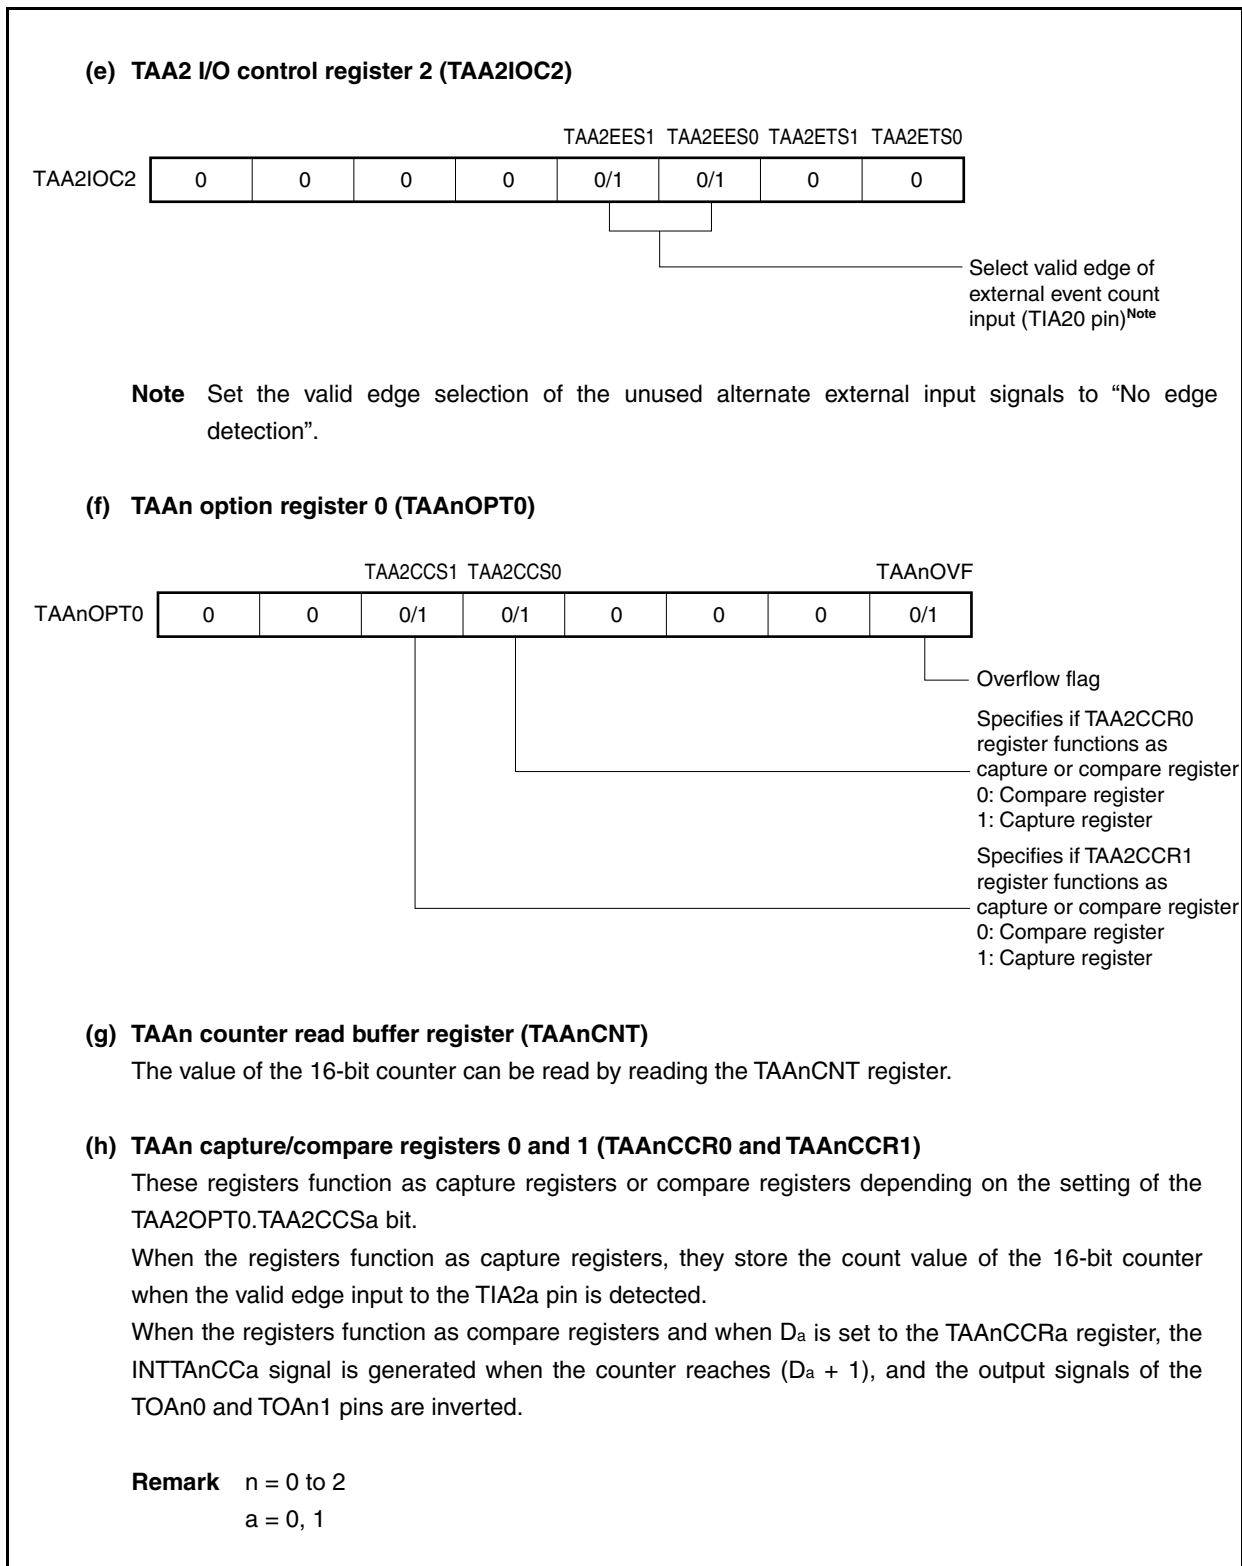 (e) TAA2 I/O control register 2 (TAA2IOC2)
TAA2EES1 TAA2EES0 TAA2ETS1 TAA2ETS0
TAA2IOC2 0 0 0 0 0/1 0/1 0 0
Select valid edge of
external event count
input (TIA20 pin)Note
Note Set the valid edge selection of the unused alternate external input signals to “No edge
detection”.
(f) TAAn option register 0 (TAAnOPT0)
TAA2CCS1 TAA2CCS0 TAAnOVF
TAAnOPT0 0 0 0/1 0/1 0 0 0 0/1
Overflow flag
Specifies if TAA2CCR0
register functions as
capture or compare register
0: Compare register
1: Capture register
Specifies if TAA2CCR1
register functions as
capture or compare register
0: Compare register
1: Capture register
(g) TAAn counter read buffer register (TAAnCNT)
The value of the 16-bit counter can be read by reading the TAAnCNT register.
(h) TAAn capture/compare registers 0 and 1 (TAAnCCR0 and TAAnCCR1)
These registers function as capture registers or compare registers depending on the setting of the
TAA2OPT0.TAA2CCSa bit.
When the registers function as capture registers, they store the count value of the 16-bit counter
when the valid edge input to the TIA2a pin is detected.
When the registers function as compare registers and when Da is set to the TAAnCCRa register, the
INTTAnCCa signal is generated when the counter reaches (Da + 1), and the output signals of the
TOAn0 and TOAn1 pins are inverted.
Remark n = 0 to 2
a = 0, 1